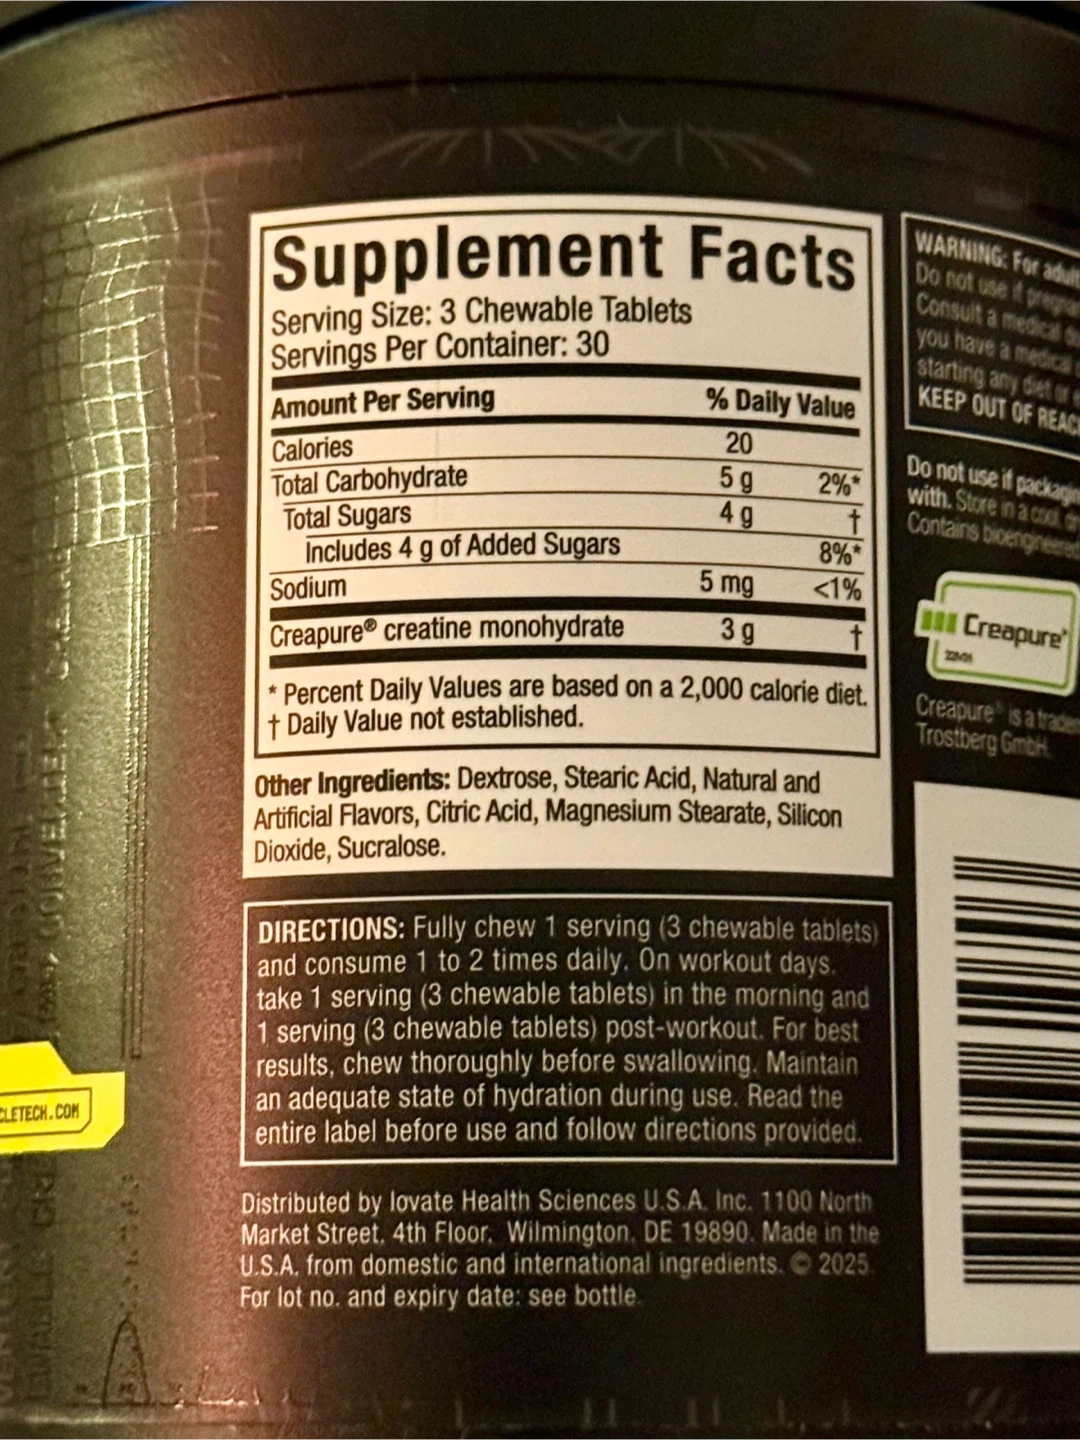 Supplement Facts
Serving Size: 3 Chewable Tablets
Servings Per Container: 30
Amount Per Serving % Daily Value
Calories 20
Total Carbohydrate 5 g 2%*
Total Sugars 4 g †
Includes 4 g of Added Sugars 8%*
Sodium 5 mg <1%
Creapure® creatine monohydrate 3 g †
* Percent Daily Values are based on a 2,000 calorie diet.
† Daily Value not established.
Other Ingredients: Dextrose, Stearic Acid, Natural and
Artificial Flavors, Citric Acid, Magnesium Stearate, Silicon
Dioxide, Sucralose.
DIRECTIONS: Fully chew 1 serving (3 chewable tablets)
and consume 1 to 2 times daily. On workout days,
take 1 serving (3 chewable tablets) in the morning and
1 serving (3 chewable tablets) post-workout. For best
results, chew thoroughly before swallowing. Maintain
an adequate state of hydration during use. Read the
entire label before use and follow directions provided.
Distributed by Iovate Health Sciences U.S.A. Inc. 1100 North
Market Street, 4th Floor, Wilmington, DE 19890. Made in the
U.S.A. from domestic and international ingredients. © 2025
For lot no. and expiry date: see bottle.
WARNING: For
Do not use if
Consult a medical
you have a medical
starting any diet or
KEEP OUT OF
Do not use if
with. Store in a cool,
Contains
Creapure®
Creapure® is a
Trostberg GmbH.
CLETECH.COM